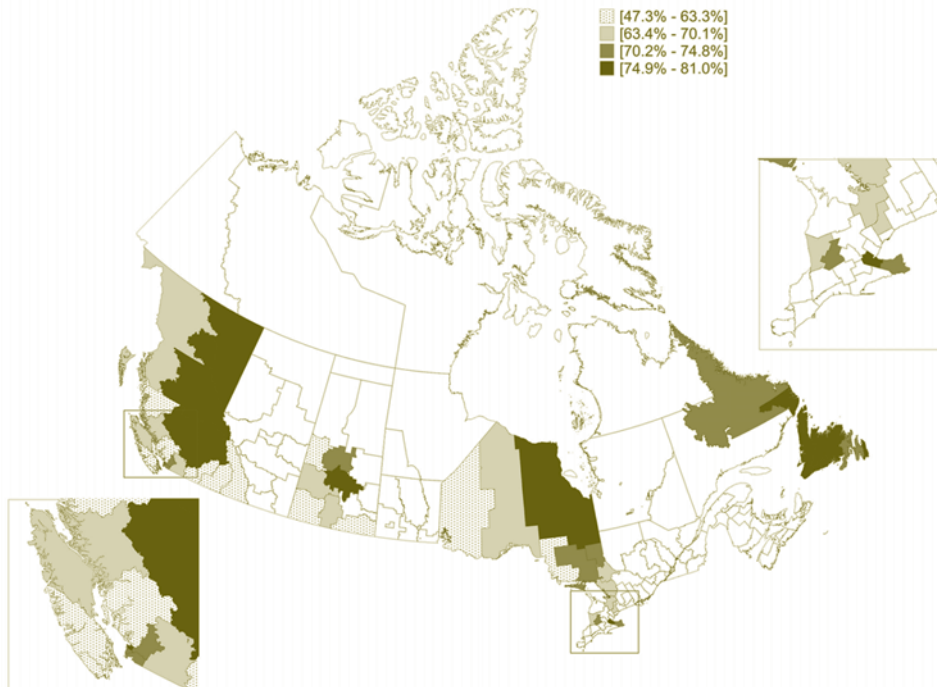 [47.3% - 63.3%]
[63.4% - 70.1%]
[70.2% - 74.8%]
[74.9% - 81.0%]